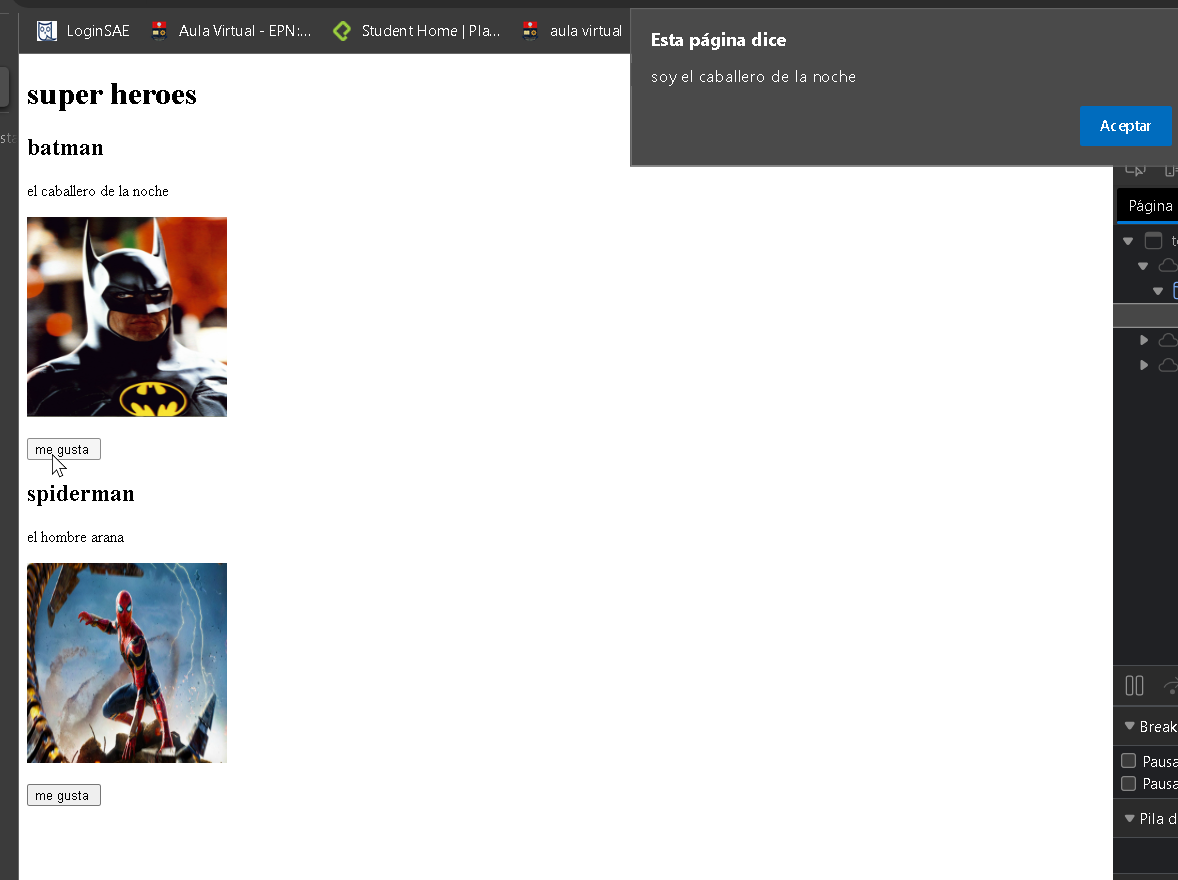 LoginSAE Aula Virtual - EPN:... Student Home | Pla... aula virtual
Esta página dice
soy el caballero de la noche
Aceptar
super heroes
batman
el caballero de la noche
me gusta
spiderman
el hombre arana
me gusta
Página
Break
Pausa
Pausa
Pila d